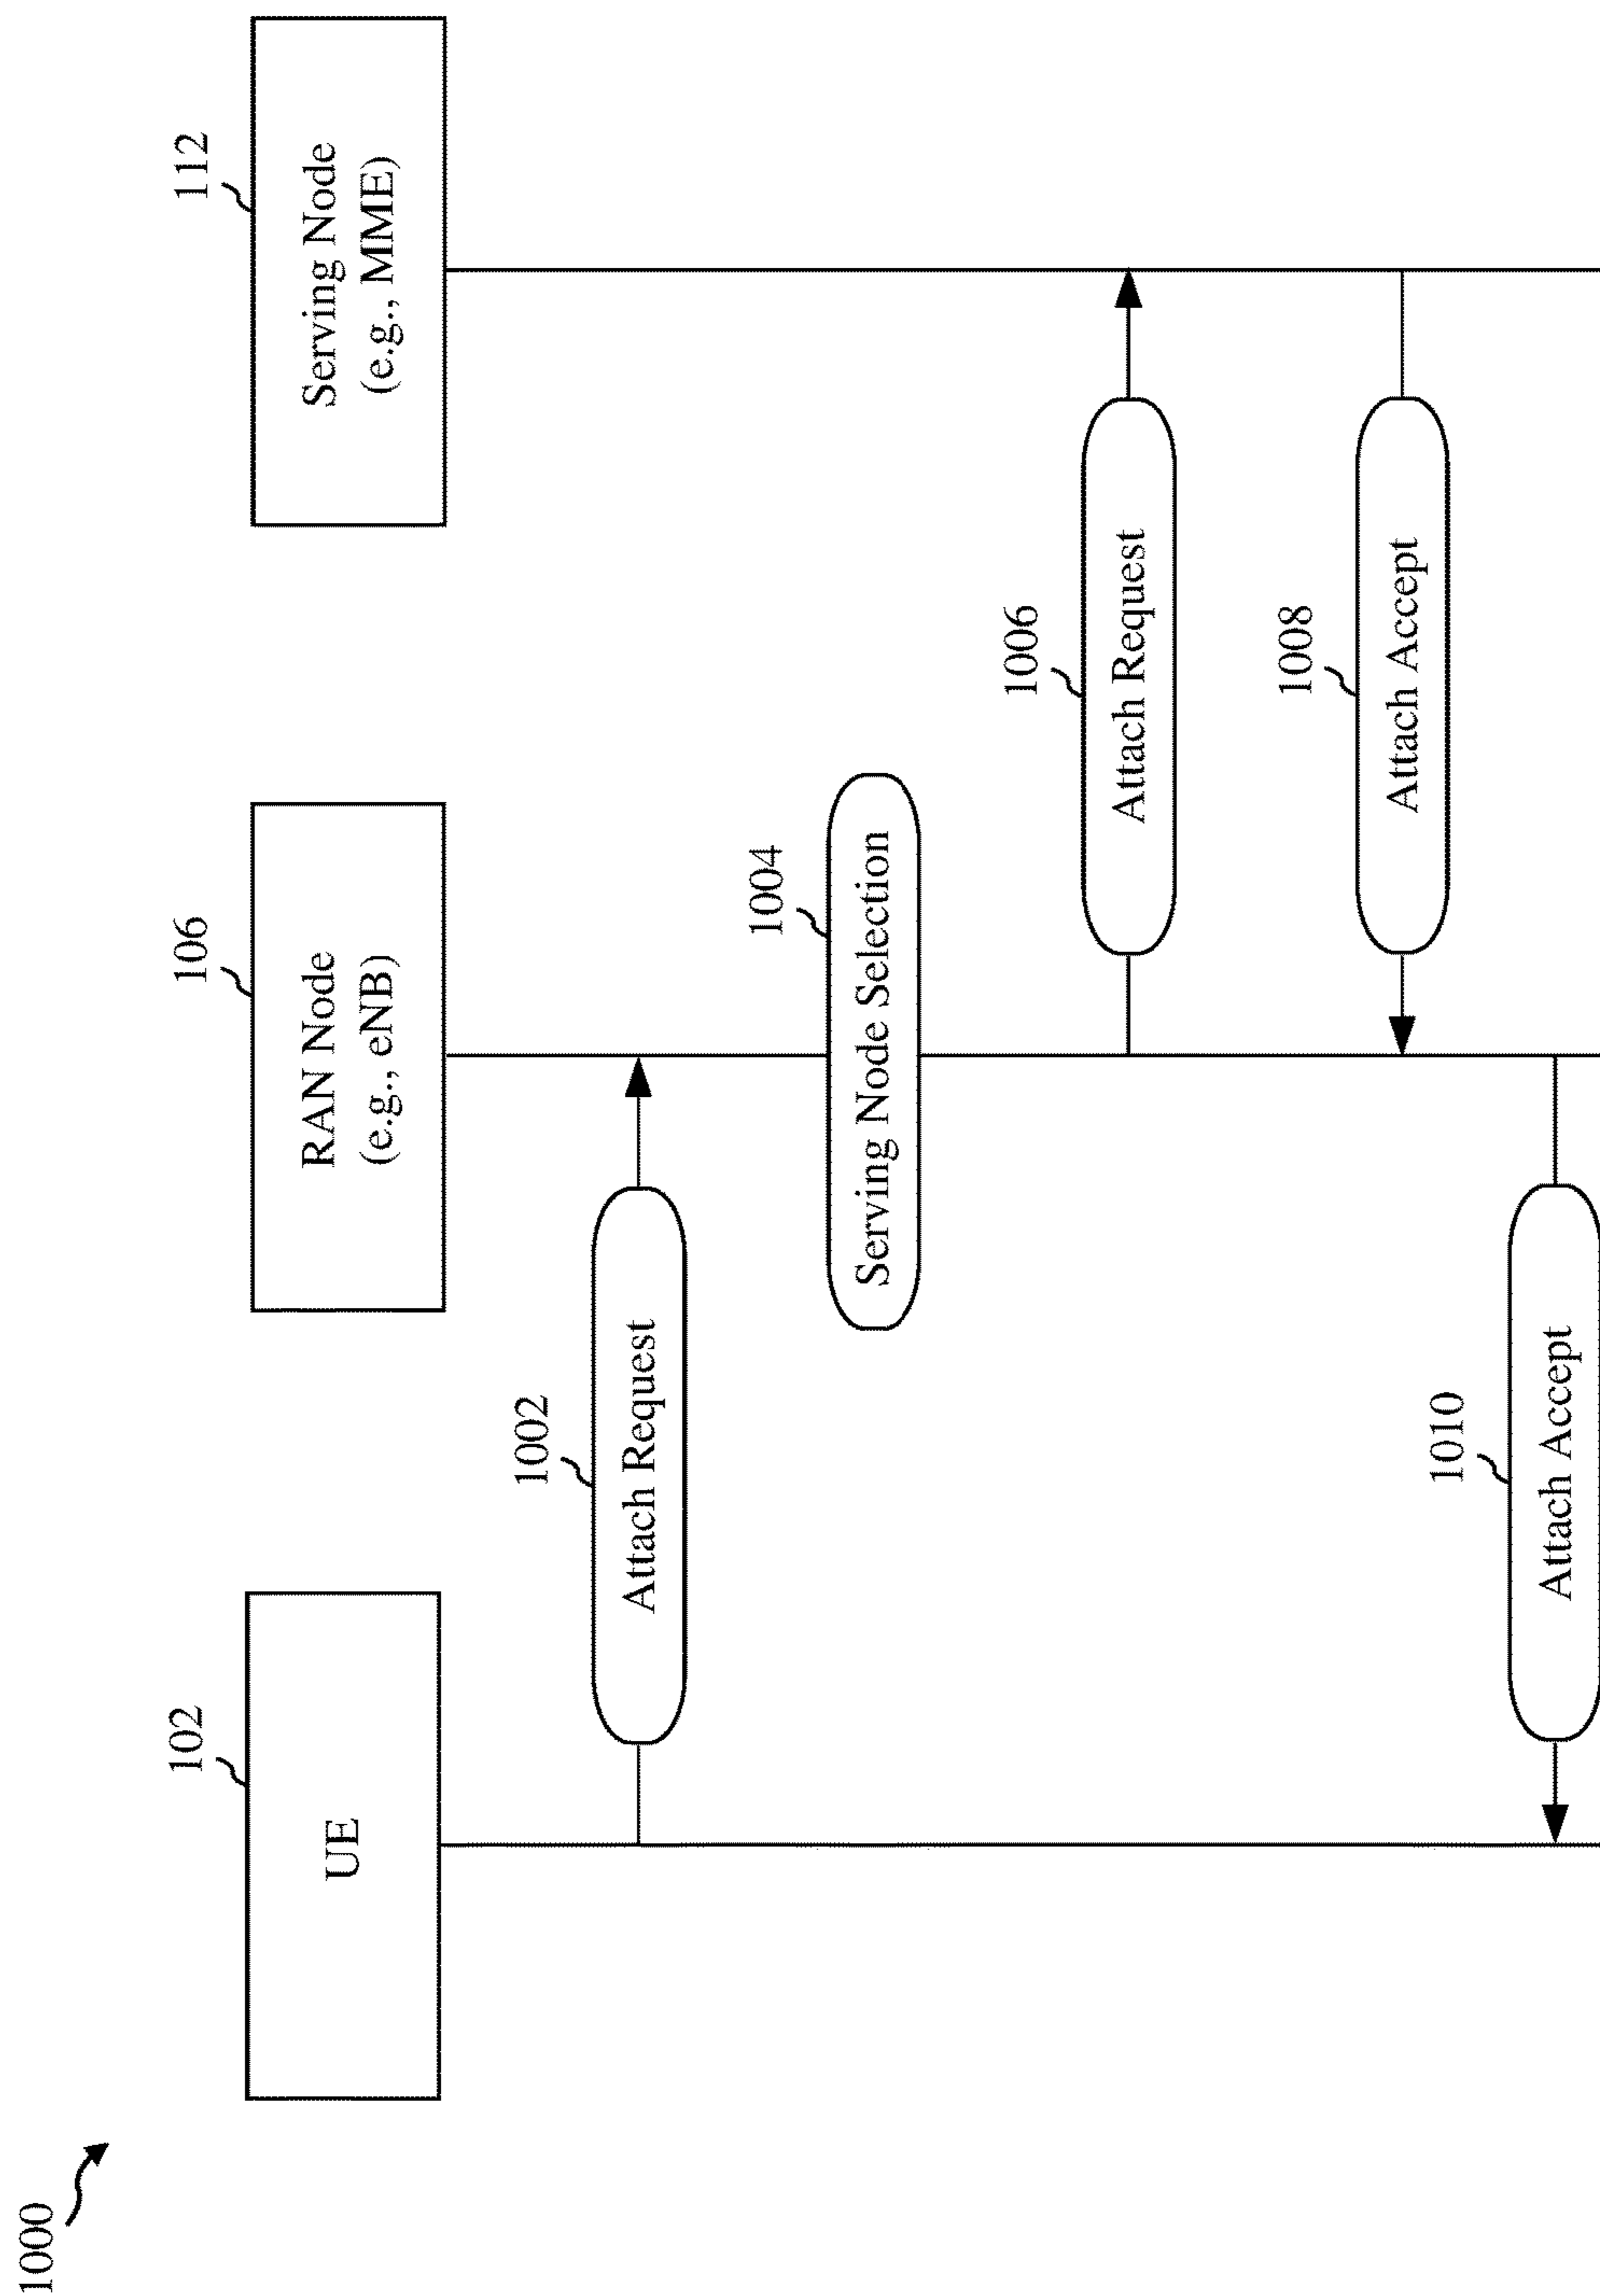 1000
102
UE
106
RAN Node
(e.g., eNB)
112
Serving Node
(e.g., MME)
1002
Attach Request
1004
Serving Node Selection
1006
Attach Request
1008
Attach Accept
1010
Attach Accept